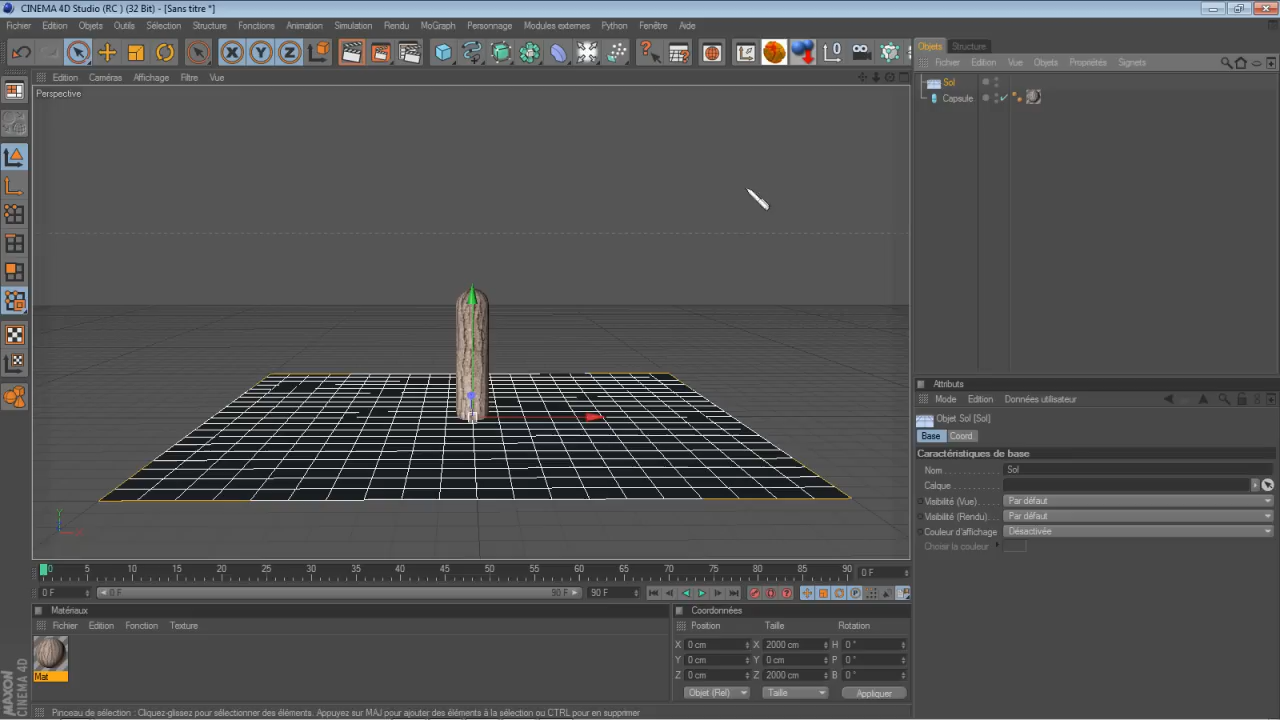 CINEMA 4D Studio (RC ) (32 Bit) - [Sans titre *]
Fichier Edition Objets Outils Sélection Structure Fonctions Animation Simulation Rendu MoGraph Personnage Modules externes Python Fenêtre Aide
Objets Structure
Fichier Edition Vue Objets Propriétés Signets
Edition Caméras Affichage Filtre Vue
Sol
Perspective
Capsule
Y
X
Attributs
Mode Edition Données utilisateur
Objet Sol [Sol]
Base Coord
Caractéristiques de base
Nom Sol
Calque
Visibilité (Vue) Par défaut
Visibilité (Rendu) Par défaut
Couleur d'affichage Désactivée
Choisir la couleur
0 5 10 15 20 25 30 35 40 45 50 55 60 65 70 75 80 85 90 0 F
0 F 0 F 90 F 90 F
Matériaux
Fichier Edition Fonction Texture
Mat
Coordonnées
Position Taille Rotation
X 0 cm X 2000 cm H 0 °
Y 0 cm Y 0 cm P 0 °
Z 0 cm Z 2000 cm B 0 °
Objet (Rel) Taille Appliquer
MAXON CINEMA 4D
Pinceau de sélection : Cliquez-glissez pour sélectionner des éléments. Appuyez sur MAJ pour ajouter des éléments à la sélection ou CTRL pour en supprimer